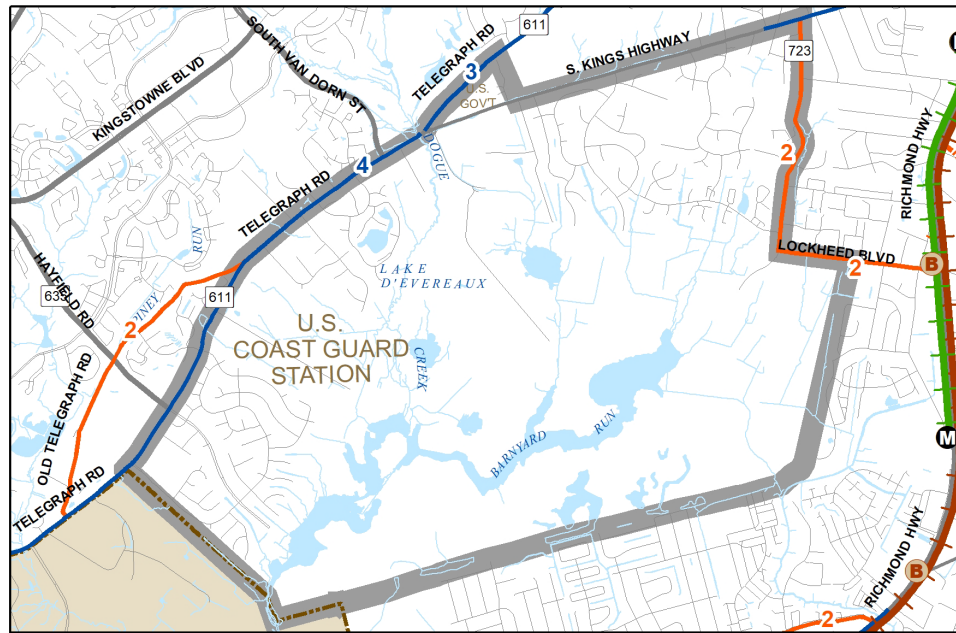 TELEGRAPH RD
611
SOUTH VAN DORN ST
S. KINGS HIGHWAY
723
KINGSTOWNE BLVD
3
U.S.
GOV'T
RICHMOND HWY
DOGUE
2
4
TELEGRAPH RD
LOCKHEED BLVD
RUN
2
B
LAKE
D'EVEREAUX
HAYFIELD RD
635
611
PINEY
2
U.S.
COAST GUARD
STATION
CREEK
OLD TELEGRAPH RD
RUN
BARNYARD
M
TELEGRAPH RD
RICHMOND HWY
B
2